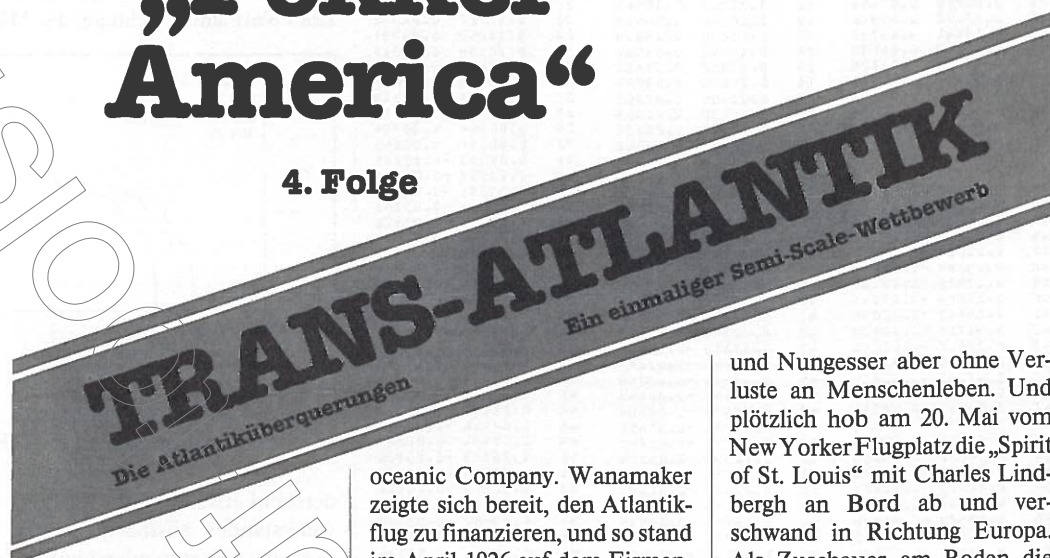 America“
4. Folge
TRANS-ATLANTIK
Die Atlantiküberquerungen
Ein einmaliger Semi-Scale-Wettbewerb
oceanic Company. Wanamaker
zeigte sich bereit, den Atlantik-
flug zu finanzieren, und so stand
im April 1926 auf dem Firmen-
und Nungesser aber ohne Ver-
luste an Menschenleben. Und
plötzlich hob am 20. Mai vom
New Yorker Flugplatz die „Spirit
of St. Louis“ mit Charles Lind-
bergh an Bord ab und ver-
schwand in Richtung Europa.
Als Zuschauer am Boden die